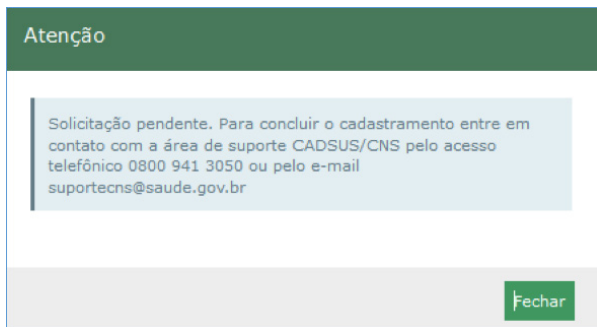 Atenção
Solicitação pendente. Para concluir o cadastramento entre em
contato com a área de suporte CADSUS/CNS pelo acesso
telefônico 0800 941 3050 ou pelo e-mail
suportecns@saude.gov.br
Fechar